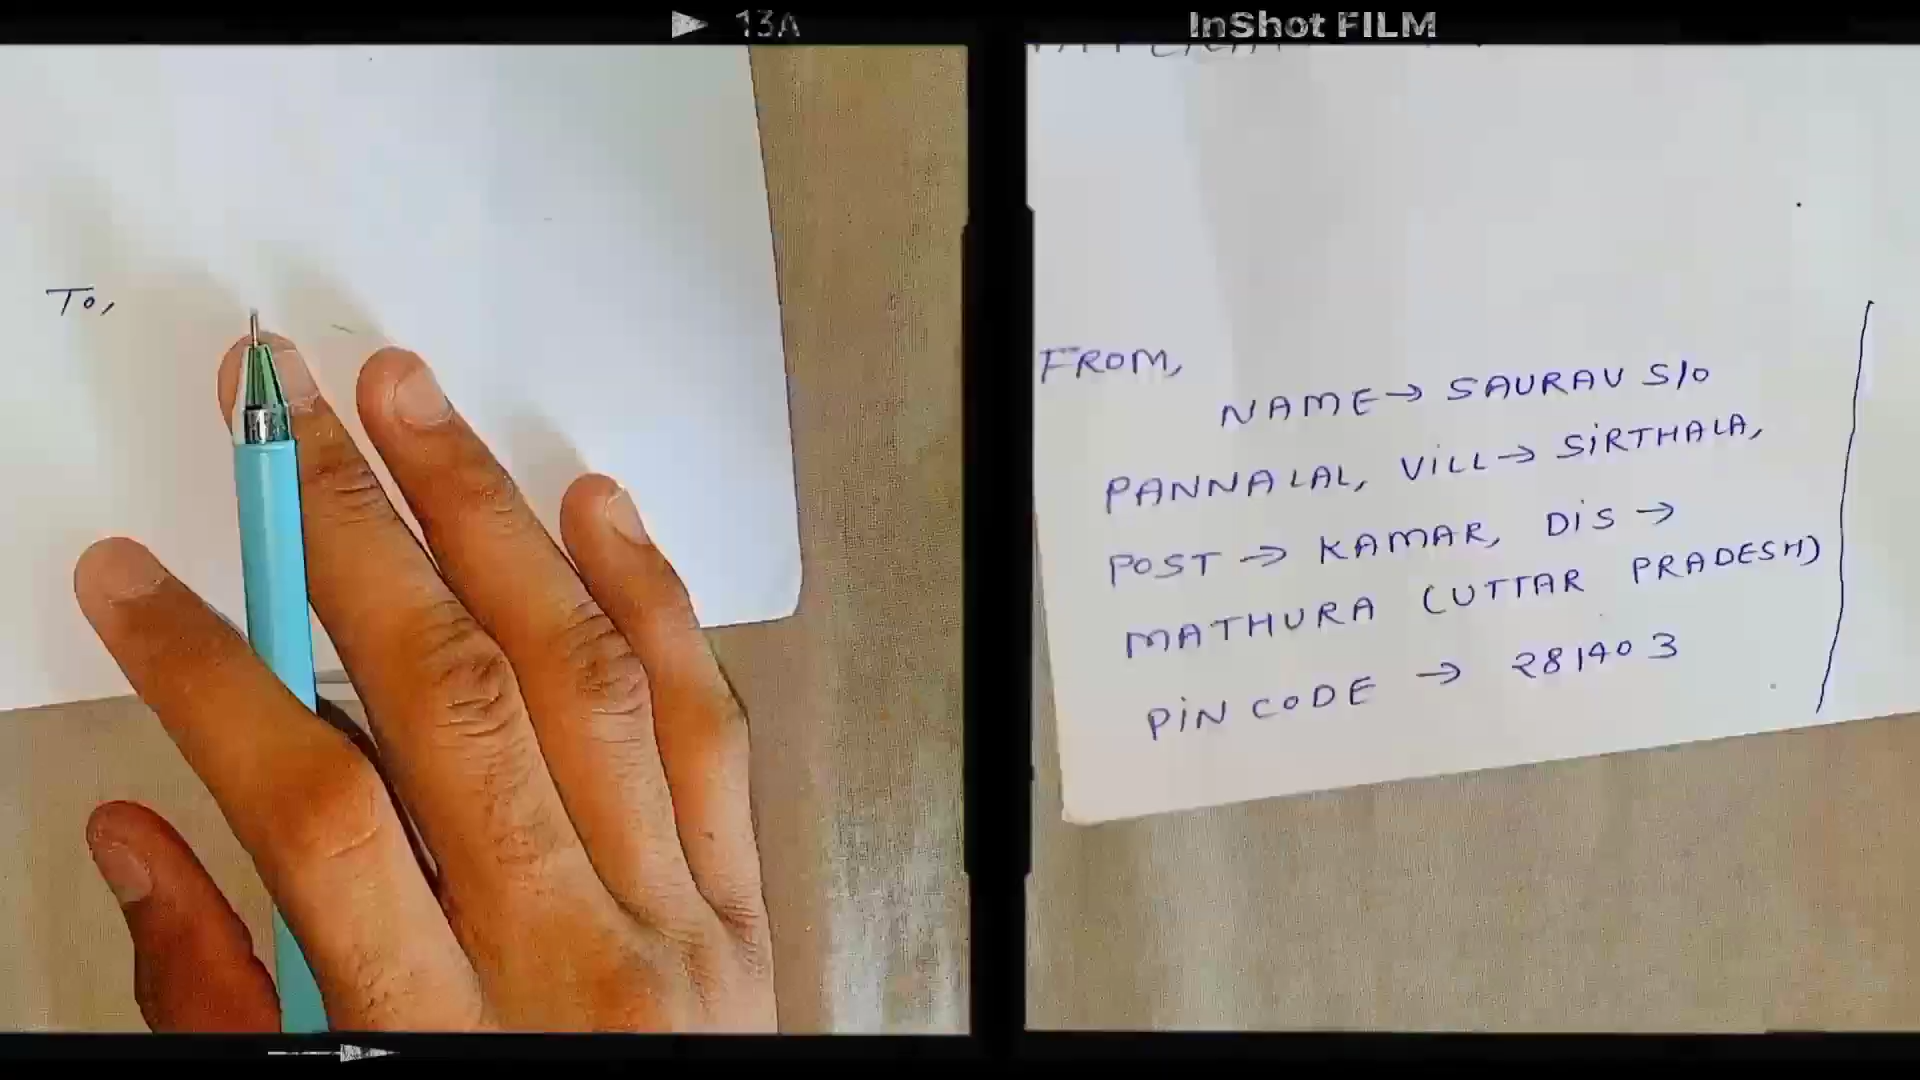 13A
InShot FILM
To,
FROM,
NAME→ SAURAV S/O
PANNALAL, VILL→ SIRTHALA,
POST → KAMAR, DIS →
MATHURA (UTTAR PRADESH)
PIN CODE → 281403